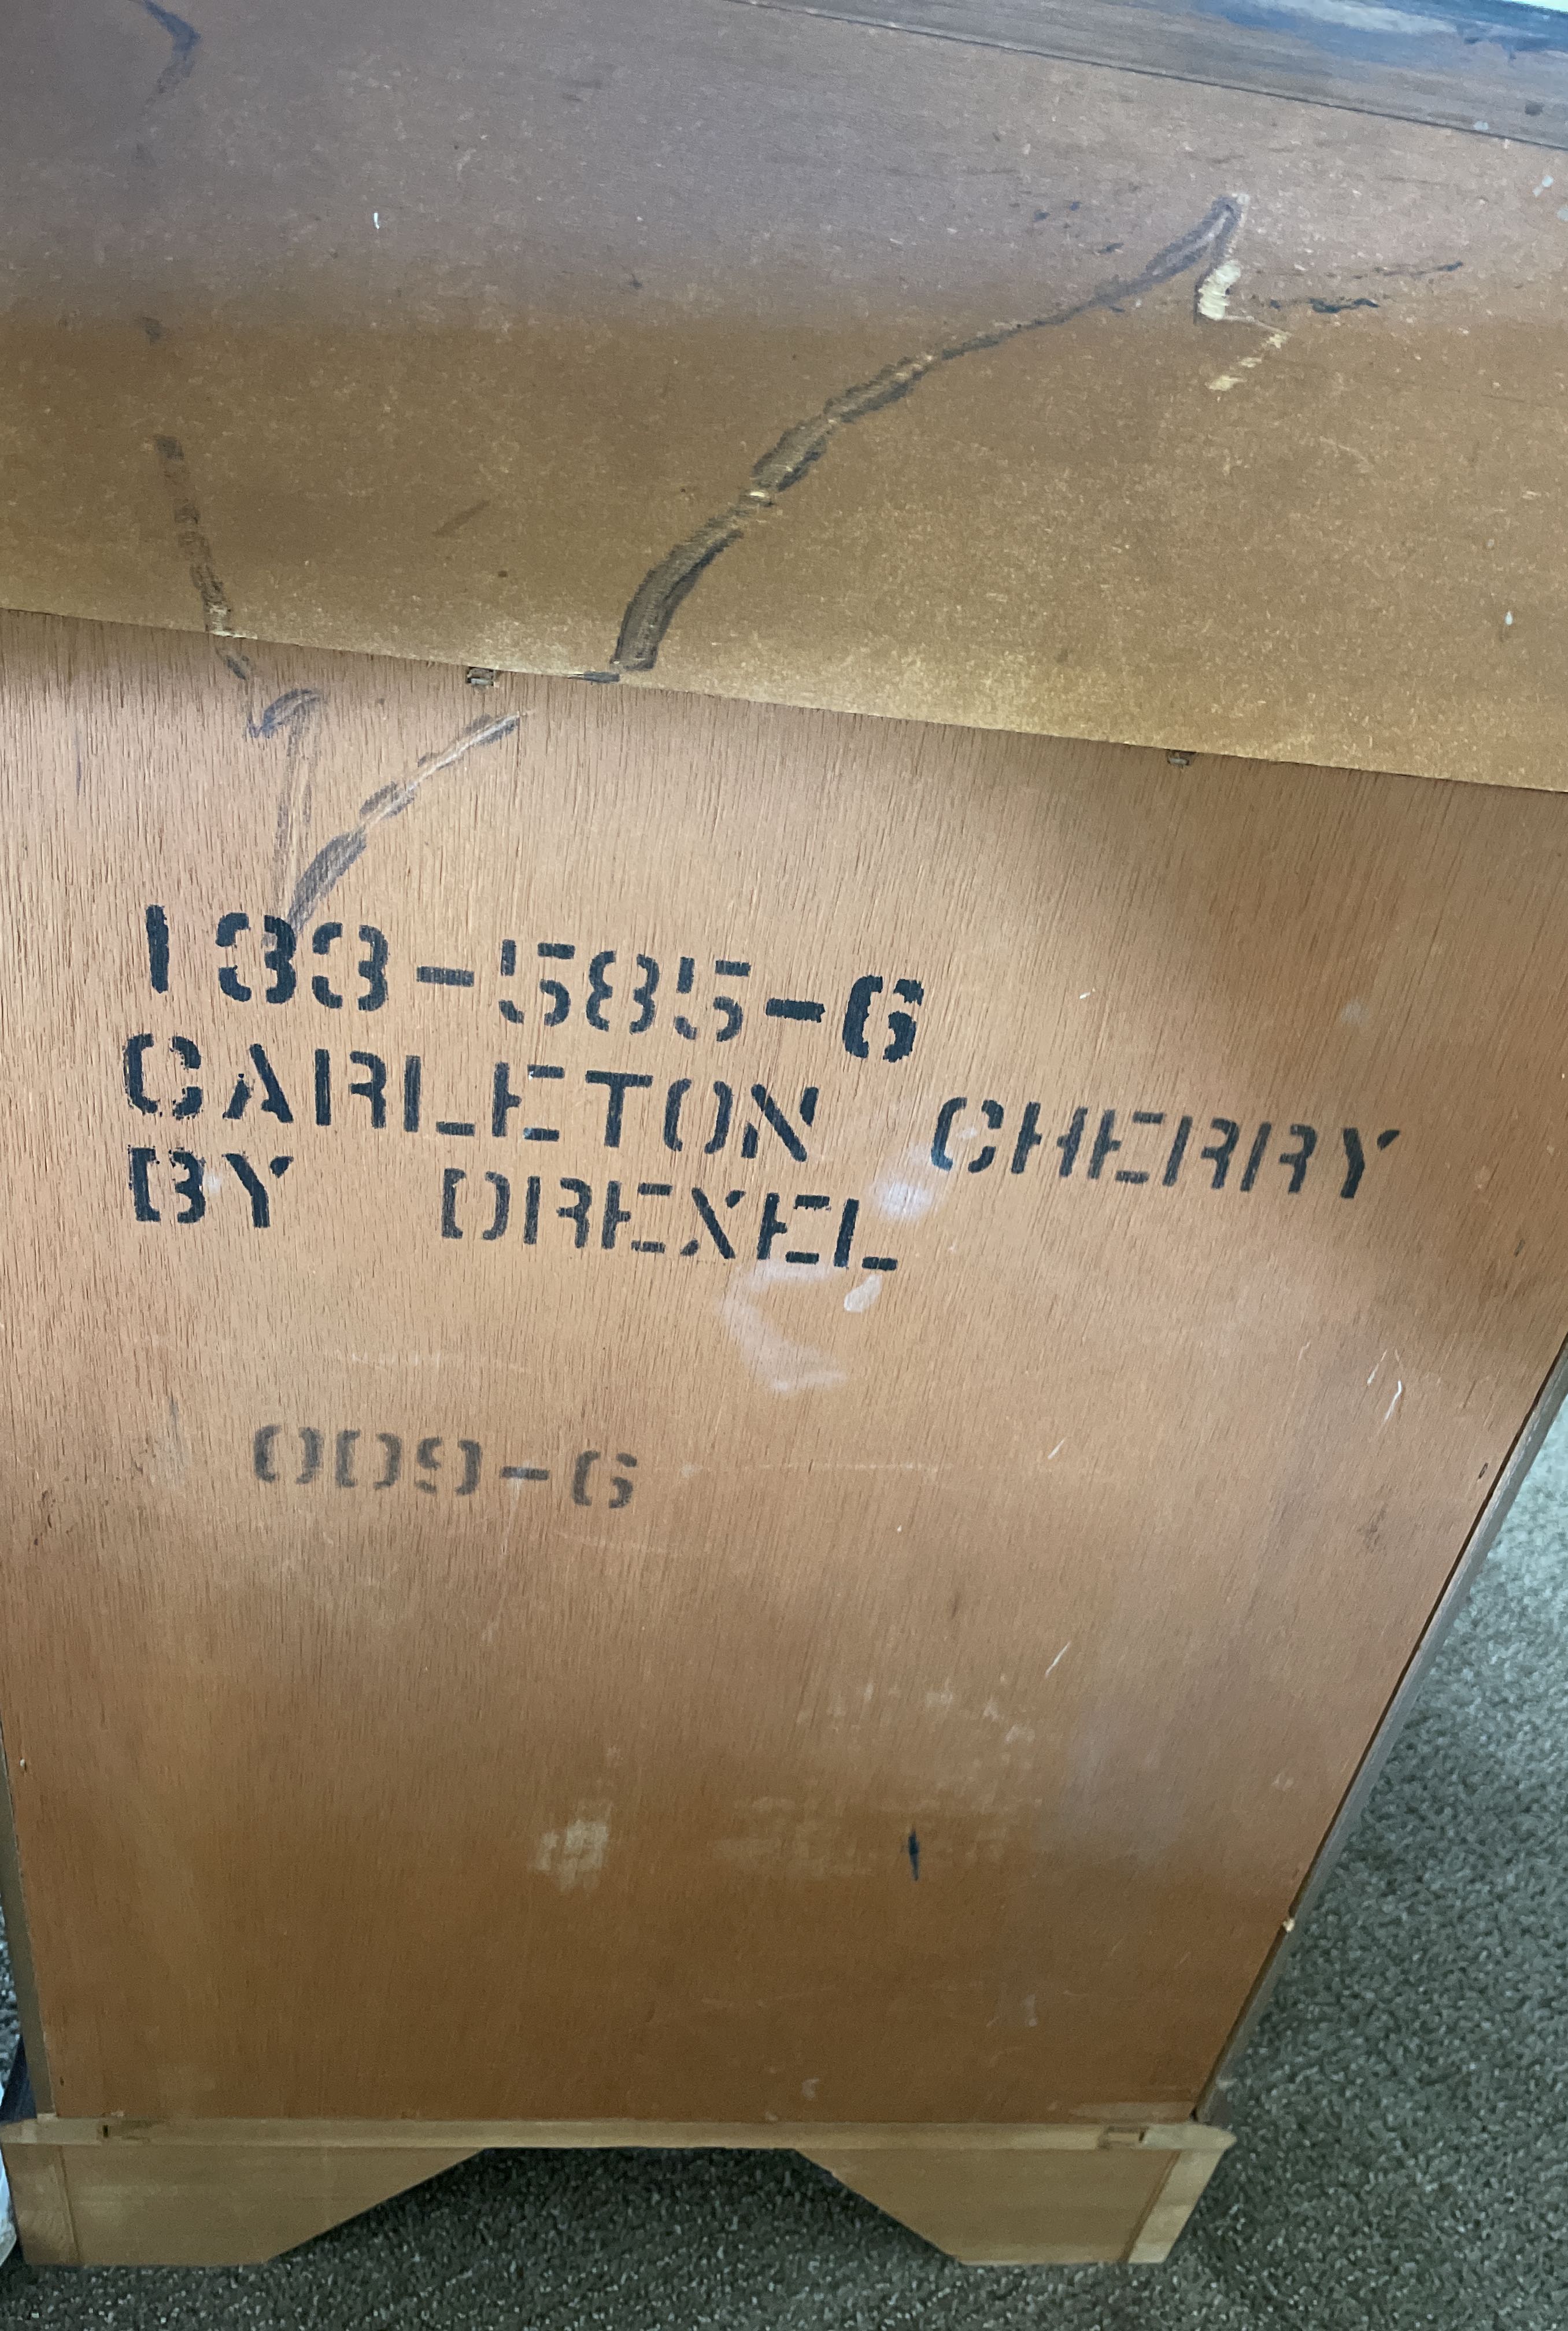 133-585-6
CARLETON CHERRY
BY DREXEL
009-6